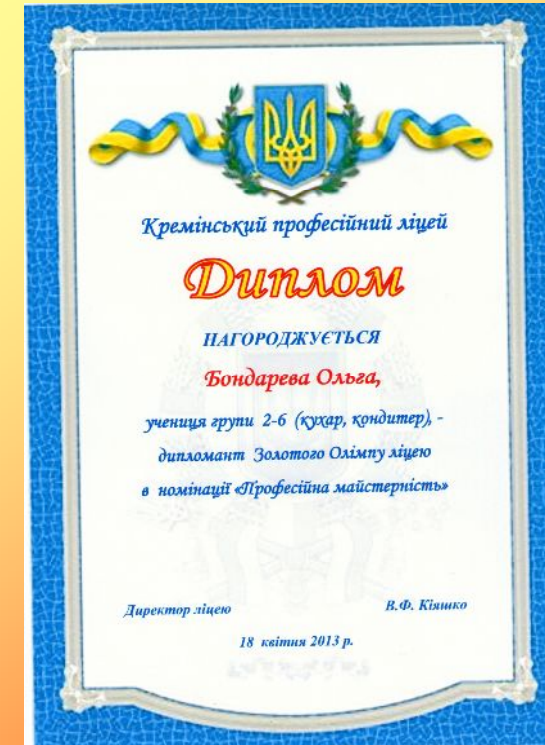 Кремінський професійний ліцей
Диплом
НАГОРОДЖУЄТЬСЯ
Бондарева Ольга,
учениця групи 2-6 (кухар, кондитер), -
дипломант Золотого Олімпу ліцею
в номінації «Професійна майстерність»
Директор ліцею В.Ф. Кіяшко
18 квітня 2013 р.